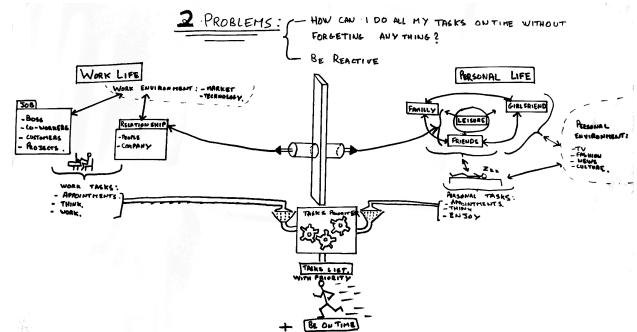 2 PROBLEMS:
- HOW CAN I DO ALL MY TASKS ON TIME WITHOUT
FORGETING ANYTHING?
- BE REACTIVE
WORK LIFE
WORK ENVIRONMENT: - MARKET
- TECHNOLOGY.
JOB
- BOSS
- CO-WORKERS
- CUSTOMERS
- PROJECTS.
RELATIONSHIP
- PEOPLE
- COMPANY
WORK TASKS:
- APPOINTMENTS.
- THINK.
- WORK.
PERSONAL LIFE
FAMILLY
GIRLFRIEND
LEISURE
FRIENDS
PERSONAL
ENVIRONMENT:
- TV
- FASHION
- NEWS
- CULTURE.
ZZZ
PERSONAL TASKS:
- APOINTMENTS.
- THINK
- ENJOY
TASKS
TASKS LIST.
WITH PRIORITY
+ BE ON TIME